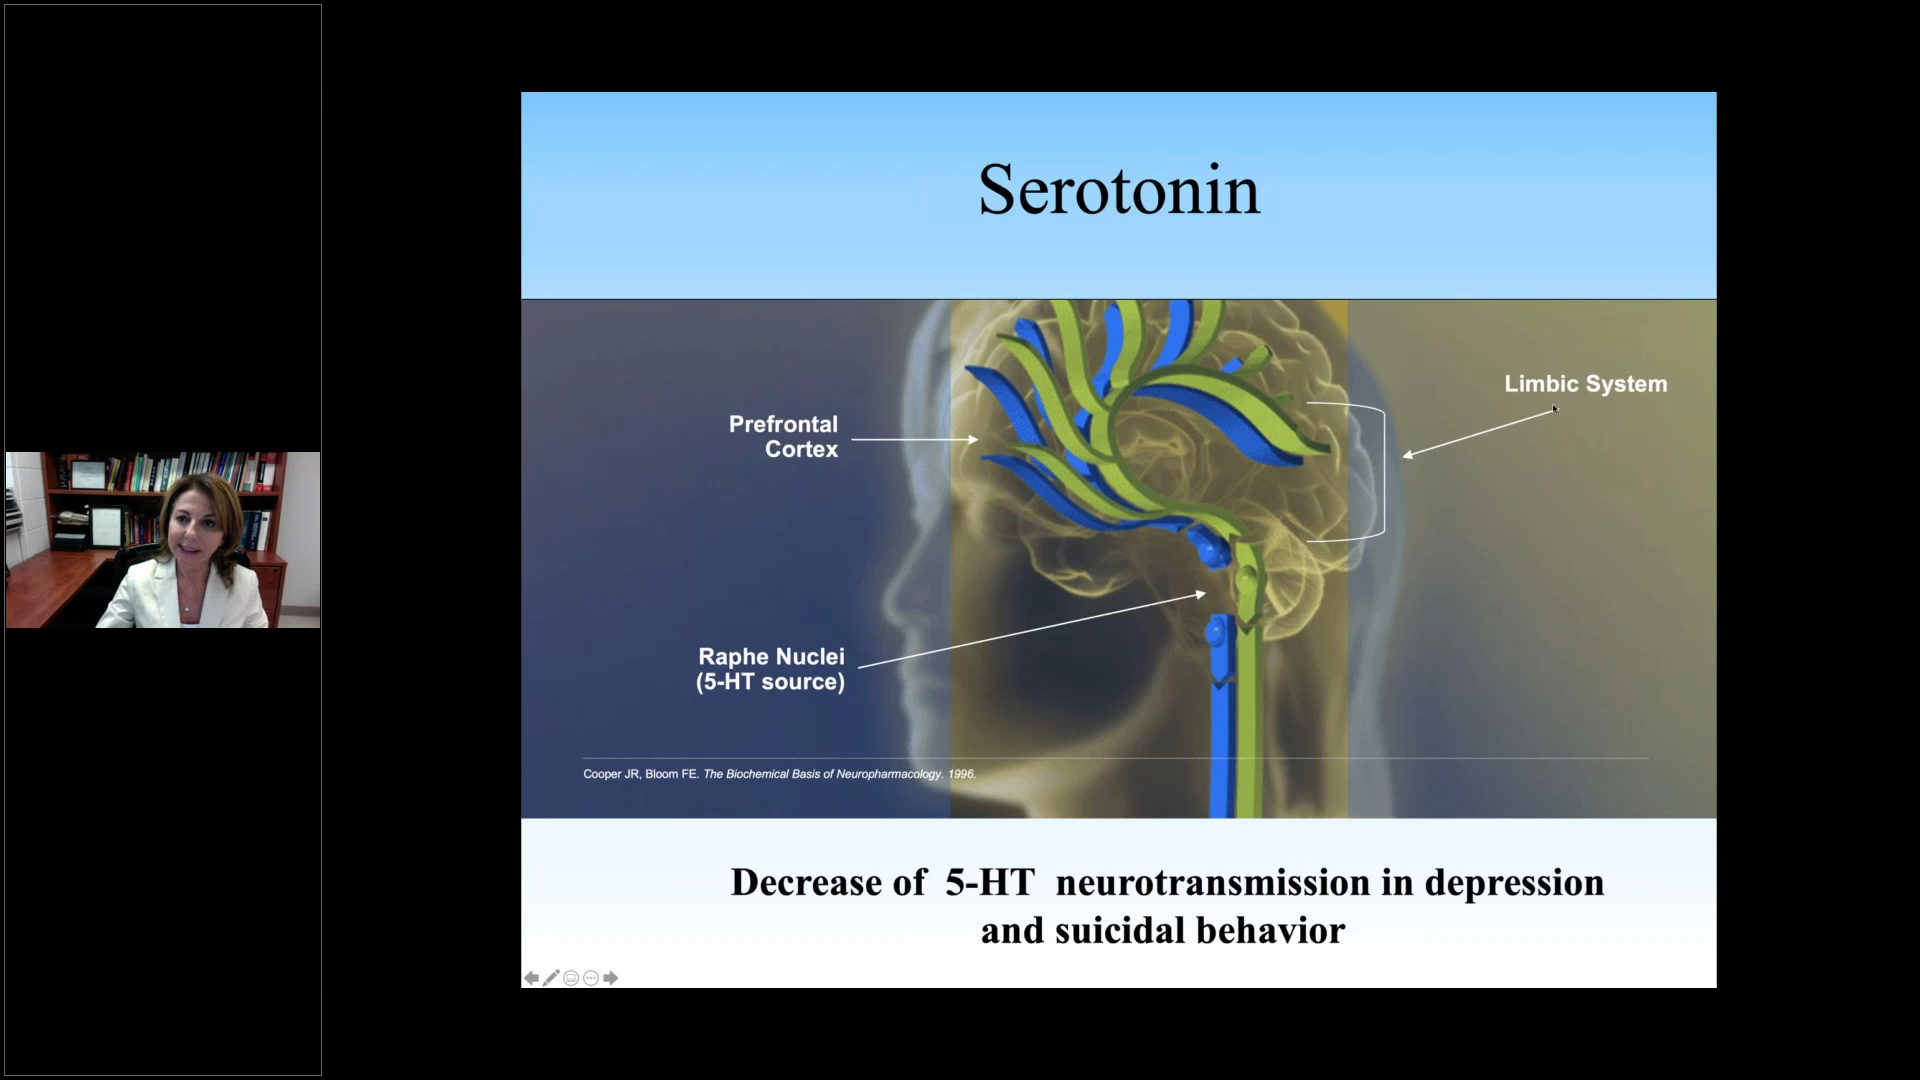 Serotonin
Prefrontal
Cortex
Limbic System
Raphe Nuclei
(5-HT source)
Cooper JR, Bloom FE. The Biochemical Basis of Neuropharmacology. 1996.
Decrease of 5-HT neurotransmission in depression
and suicidal behavior